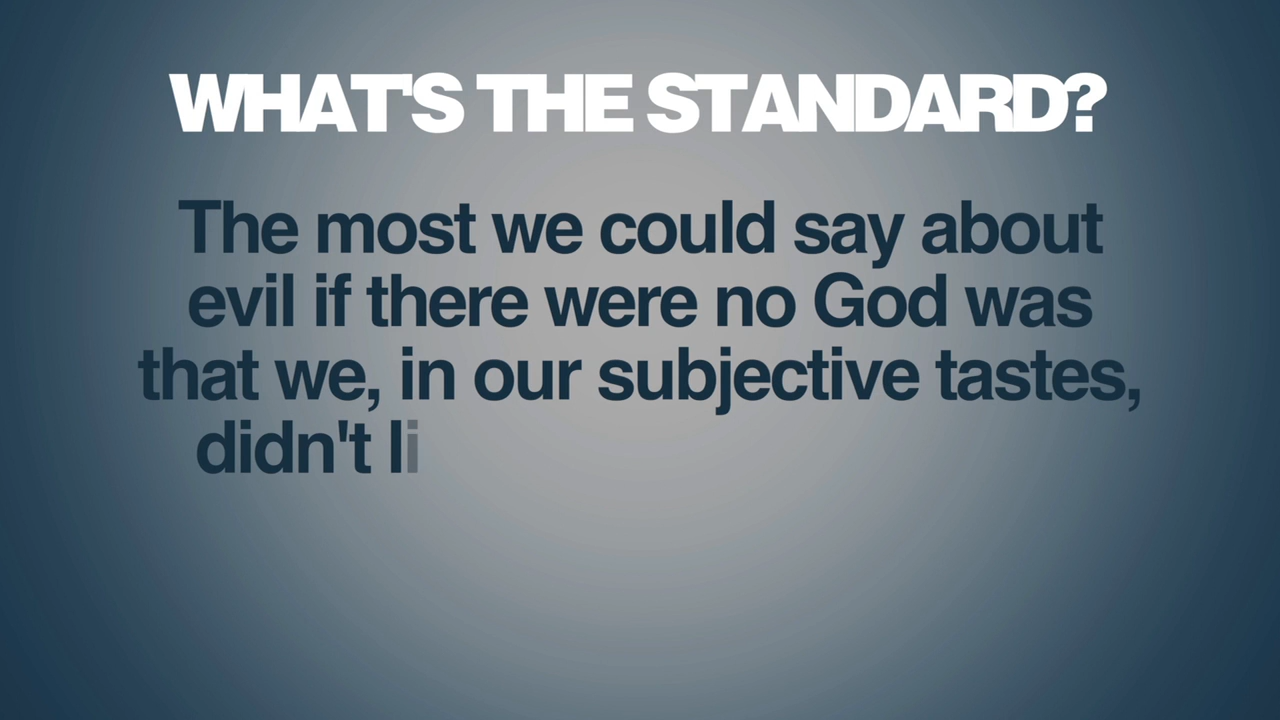 WHAT'S THE STANDARD?
The most we could say about
evil if there were no God was
that we, in our subjective tastes,
didn't li